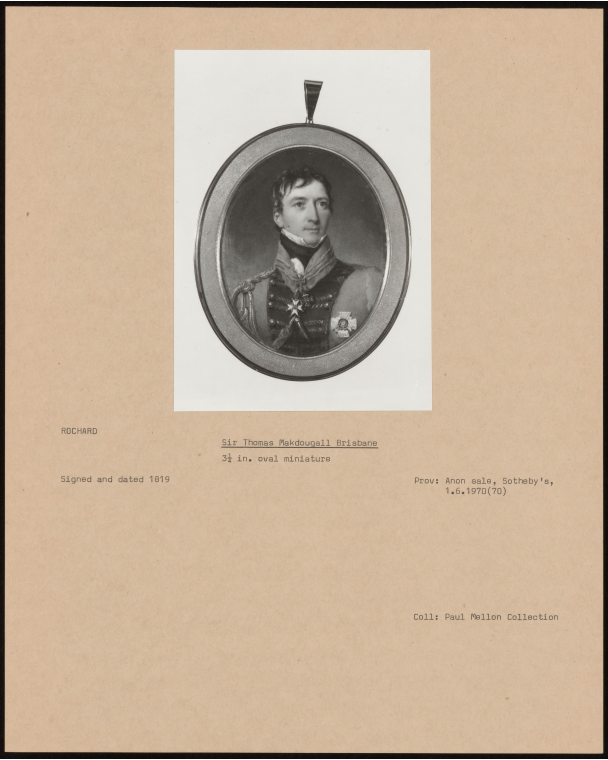 ROCHARD
Sir Thomas Makdougall Brisbane
3¼ in. oval miniature
Signed and dated 1819
Prov: Anon sale, Sotheby's,
1.6.1970(70)
Coll: Paul Mellon Collection